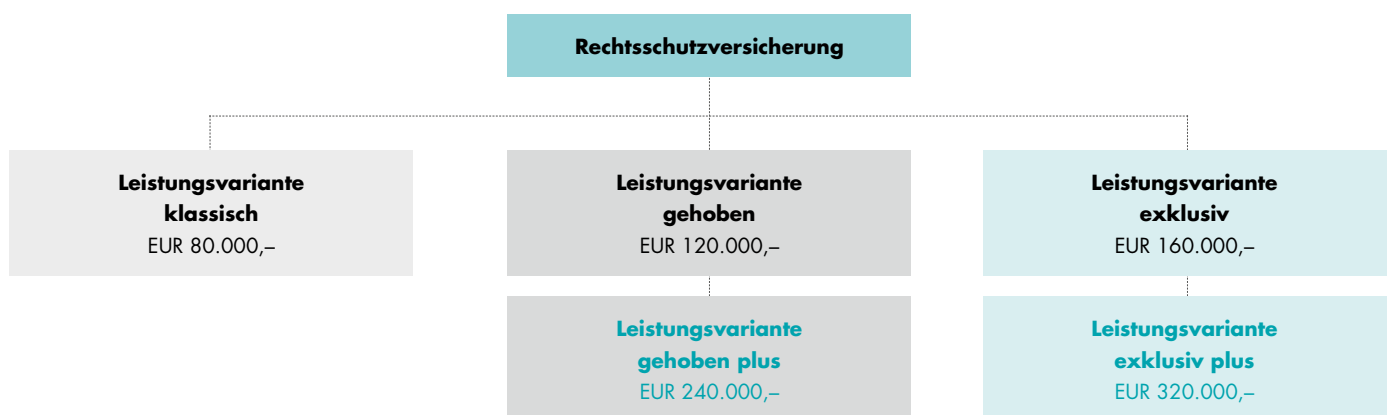 Rechtsschutzversicherung
Leistungsvariante
klassisch
EUR 80.000,–
Leistungsvariante
gehoben
EUR 120.000,–
Leistungsvariante
exklusiv
EUR 160.000,–
Leistungsvariante
gehoben plus
EUR 240.000,–
Leistungsvariante
exklusiv plus
EUR 320.000,–